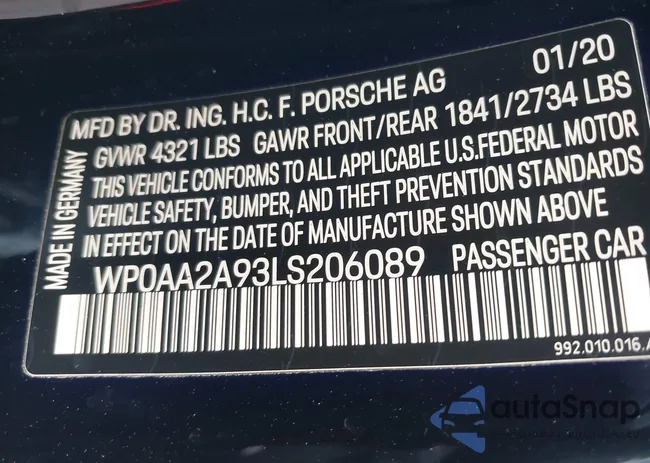 MFD BY DR. ING. H.C. F. PORSCHE AG 01/20
GVWR 4321 LBS GAWR FRONT/REAR 1841/2734 LBS
THIS VEHICLE CONFORMS TO ALL APPLICABLE U.S.FEDERAL MOTOR
VEHICLE SAFETY, BUMPER, AND THEFT PREVENTION STANDARDS
IN EFFECT ON THE DATE OF MANUFACTURE SHOWN ABOVE
WP0AA2A93LS206089 PASSENGER CAR
992.010.016.
MADE IN GERMANY
autoSnap